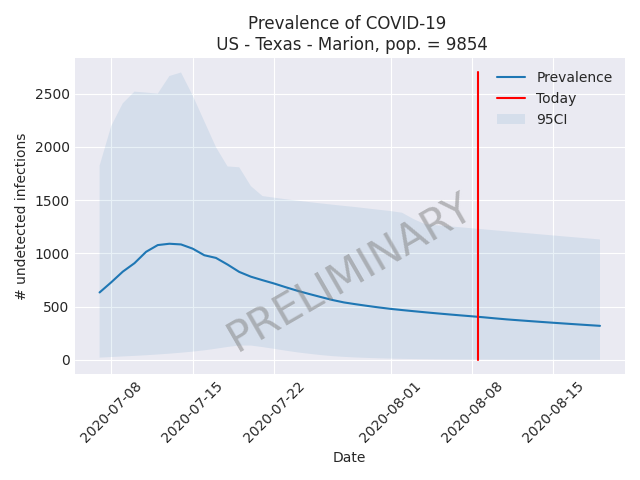 Prevalence of COVID-19
US - Texas - Marion, pop. = 9854
Prevalence
Today
95CI
# undetected infections
2500
2000
1500
1000
500
0
PRELIMINARY
2020-07-08
2020-07-15
2020-07-22
2020-08-01
2020-08-08
2020-08-15
Date